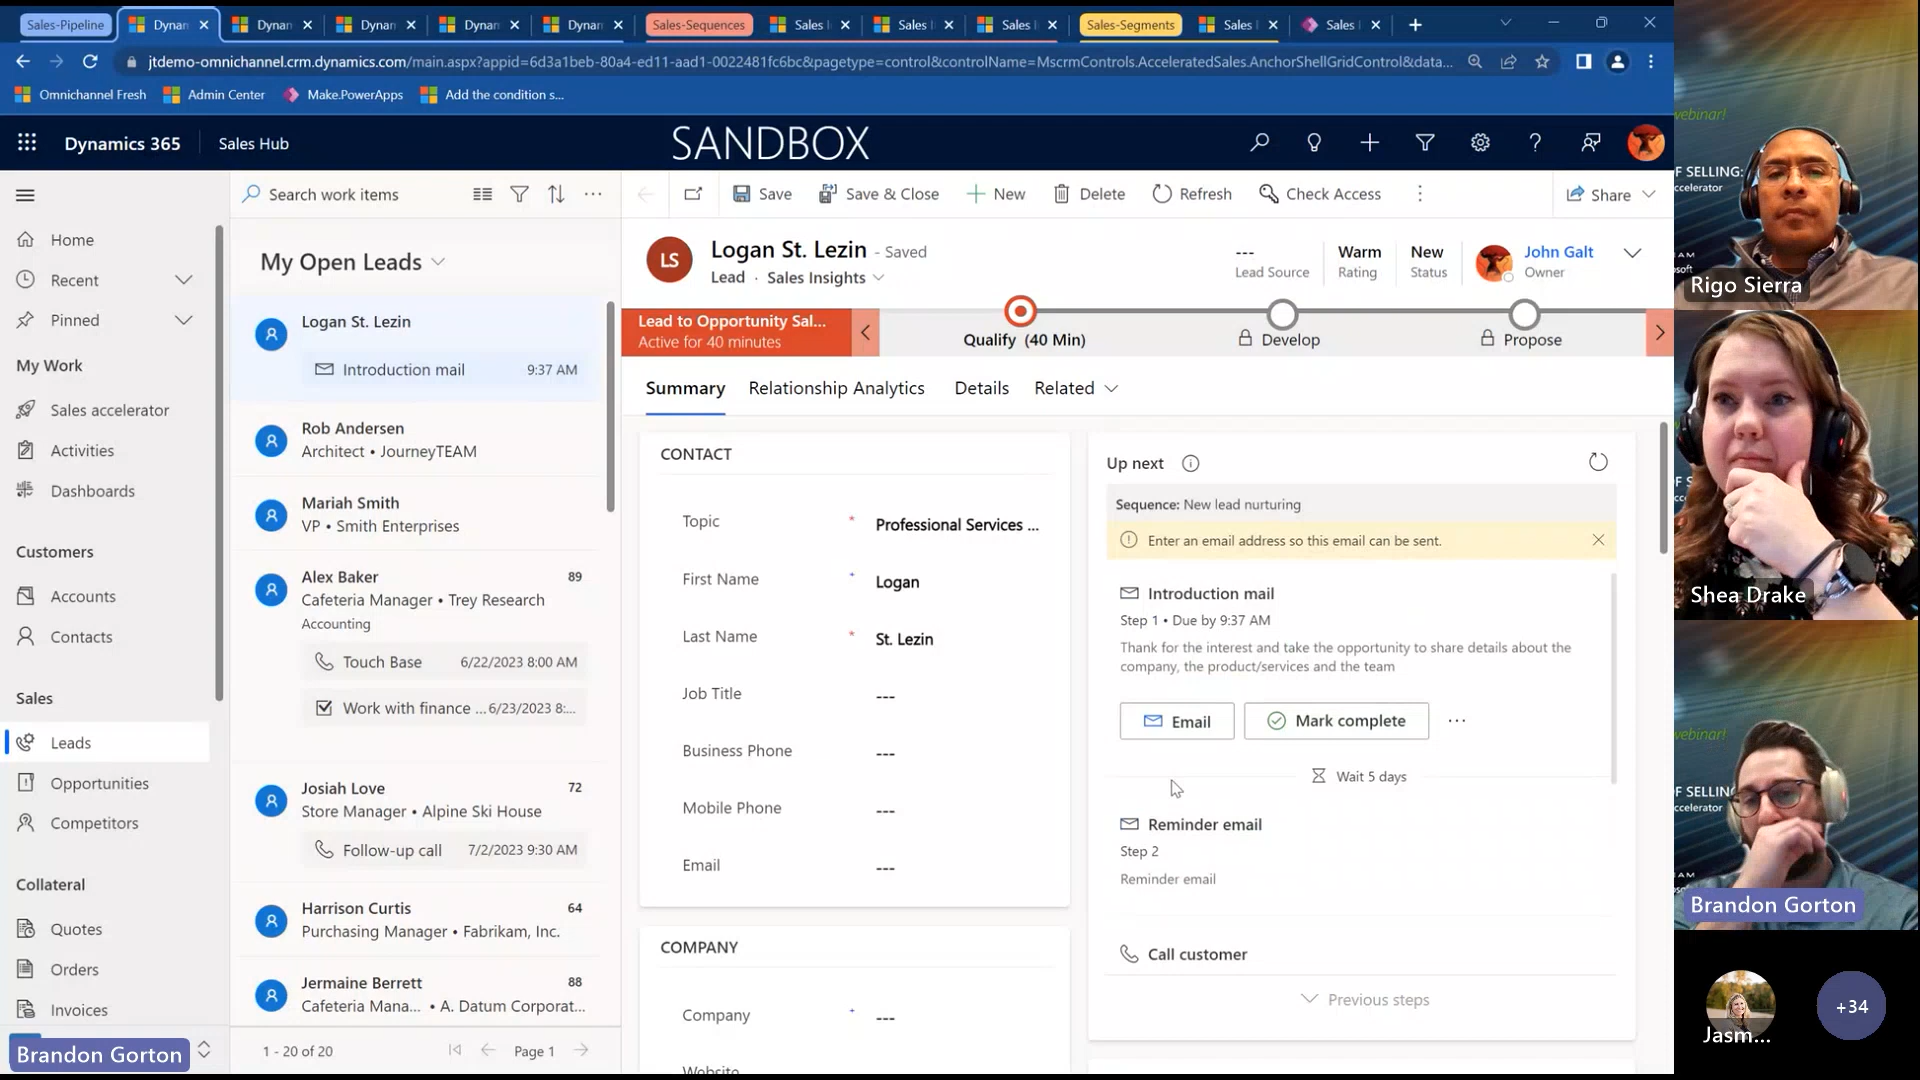 Sales-Pipeline
Dynan
Dynan
Dynan
Dynan
Dynan
Sales-Sequences
Sales I
Sales I
Sales I
Sales-Segments
Sales I
Sales I
jtdemo-omnichannel.crm.dynamics.com/main.aspx?appid=6d3a1beb-80a4-ed11-aad1-0022481fc6bc&pagetype=control&controlName=MscrmControls.AcceleratedSales.AnchorShellGridControl&data...
Omnichannel Fresh
Admin Center
Make.PowerApps
Add the condition s...
Dynamics 365
Sales Hub
SANDBOX
Home
Recent
Pinned
My Work
Sales accelerator
Activities
Dashboards
Customers
Accounts
Contacts
Sales
Leads
Opportunities
Competitors
Collateral
Quotes
Orders
Invoices
Brandon Gorton
Search work items
My Open Leads
Logan St. Lezin
Introduction mail 9:37 AM
Rob Andersen
Architect • JourneyTEAM
Mariah Smith
VP • Smith Enterprises
Alex Baker 89
Cafeteria Manager • Trey Research
Accounting
Touch Base 6/22/2023 8:00 AM
Work with finance ... 6/23/2023 8:...
Josiah Love 72
Store Manager • Alpine Ski House
Follow-up call 7/2/2023 9:30 AM
Harrison Curtis 64
Purchasing Manager • Fabrikam, Inc.
Jermaine Berrett 88
Cafeteria Mana... • A. Datum Corporat...
1 - 20 of 20
Page 1
Save
Save & Close
New
Delete
Refresh
Check Access
Share
LS
Logan St. Lezin - Saved
Lead · Sales Insights
---
Lead Source
Warm
Rating
New
Status
John Galt
Owner
Lead to Opportunity Sal...
Active for 40 minutes
Qualify (40 Min)
Develop
Propose
Summary
Relationship Analytics
Details
Related
CONTACT
Topic * Professional Services ...
First Name * Logan
Last Name * St. Lezin
Job Title ---
Business Phone ---
Mobile Phone ---
Email ---
COMPANY
Company * ---
Website
Up next
Sequence: New lead nurturing
Enter an email address so this email can be sent.
Introduction mail
Step 1 • Due by 9:37 AM
Thank for the interest and take the opportunity to share details about the
company, the product/services and the team
Email
Mark complete
Wait 5 days
Reminder email
Step 2
Reminder email
Call customer
Previous steps
webinar!
OF SELLING:
ccelerator
EAM
osoft
Rigo Sierra
Shea Drake
webinar!
OF SELLIN
ccelerator
Brandon Gorton
Jasm...
+34